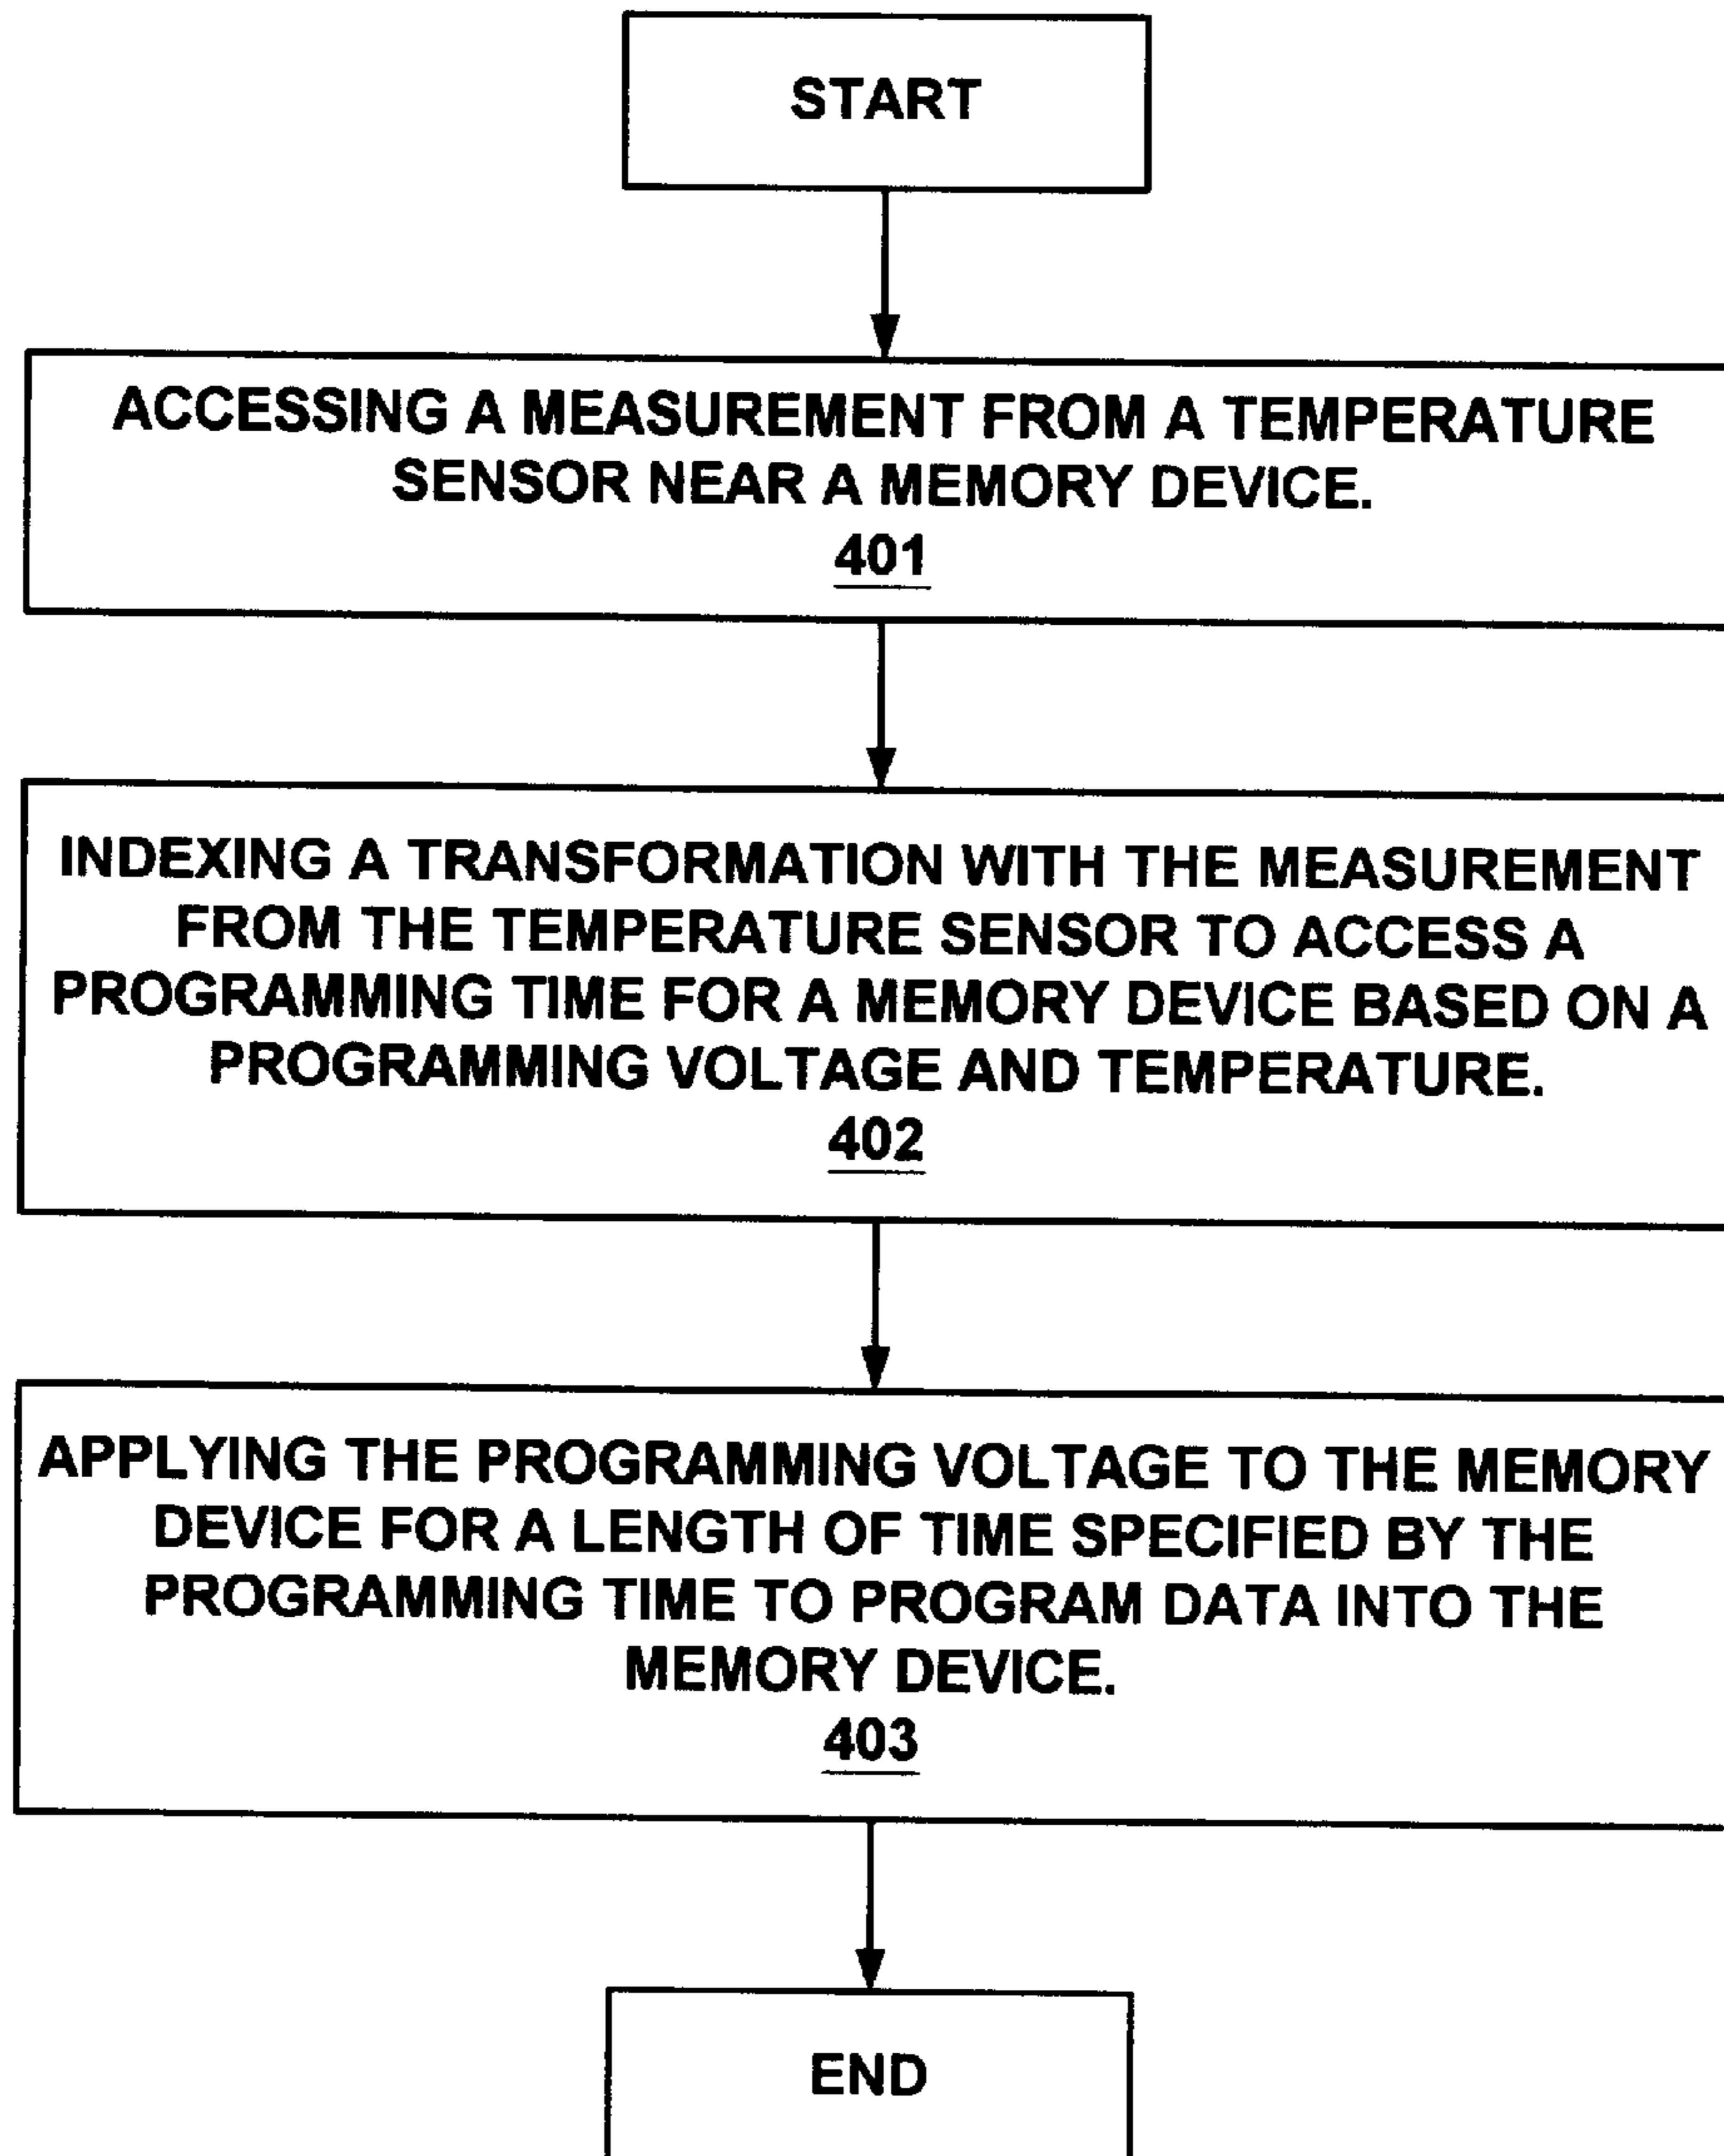 START
ACCESSING A MEASUREMENT FROM A TEMPERATURE
SENSOR NEAR A MEMORY DEVICE.
401
INDEXING A TRANSFORMATION WITH THE MEASUREMENT
FROM THE TEMPERATURE SENSOR TO ACCESS A
PROGRAMMING TIME FOR A MEMORY DEVICE BASED ON A
PROGRAMMING VOLTAGE AND TEMPERATURE.
402
APPLYING THE PROGRAMMING VOLTAGE TO THE MEMORY
DEVICE FOR A LENGTH OF TIME SPECIFIED BY THE
PROGRAMMING TIME TO PROGRAM DATA INTO THE
MEMORY DEVICE.
403
END